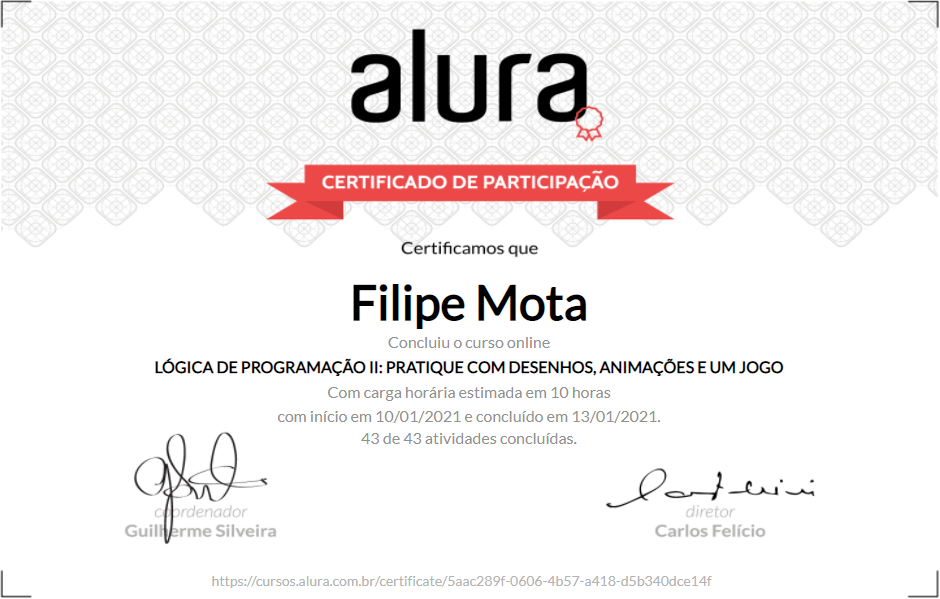 alura
CERTIFICADO DE PARTICIPAÇÃO
Certificamos que
Filipe Mota
Concluiu o curso online
LÓGICA DE PROGRAMAÇÃO II: PRATIQUE COM DESENHOS, ANIMAÇÕES E UM JOGO
Com carga horária estimada em 10 horas
com início em 10/01/2021 e concluído em 13/01/2021.
43 de 43 atividades concluídas.
coordenador
Guilherme Silveira
diretor
Carlos Felício
https://cursos.alura.com.br/certificate/5aac289f-0606-4b57-a418-d5b340dce14f